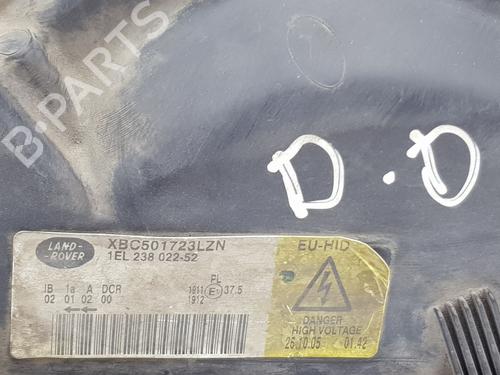 B-PARTS
D.D
LAND-
-ROVER
XBC501723LZN
1EL 238 022-52
EU-HID
IB 1a A DCR
02 01 02 00
PL
1911 E 37.5
1912
DANGER
HIGH VOLTAGE
26.10.05 01.42